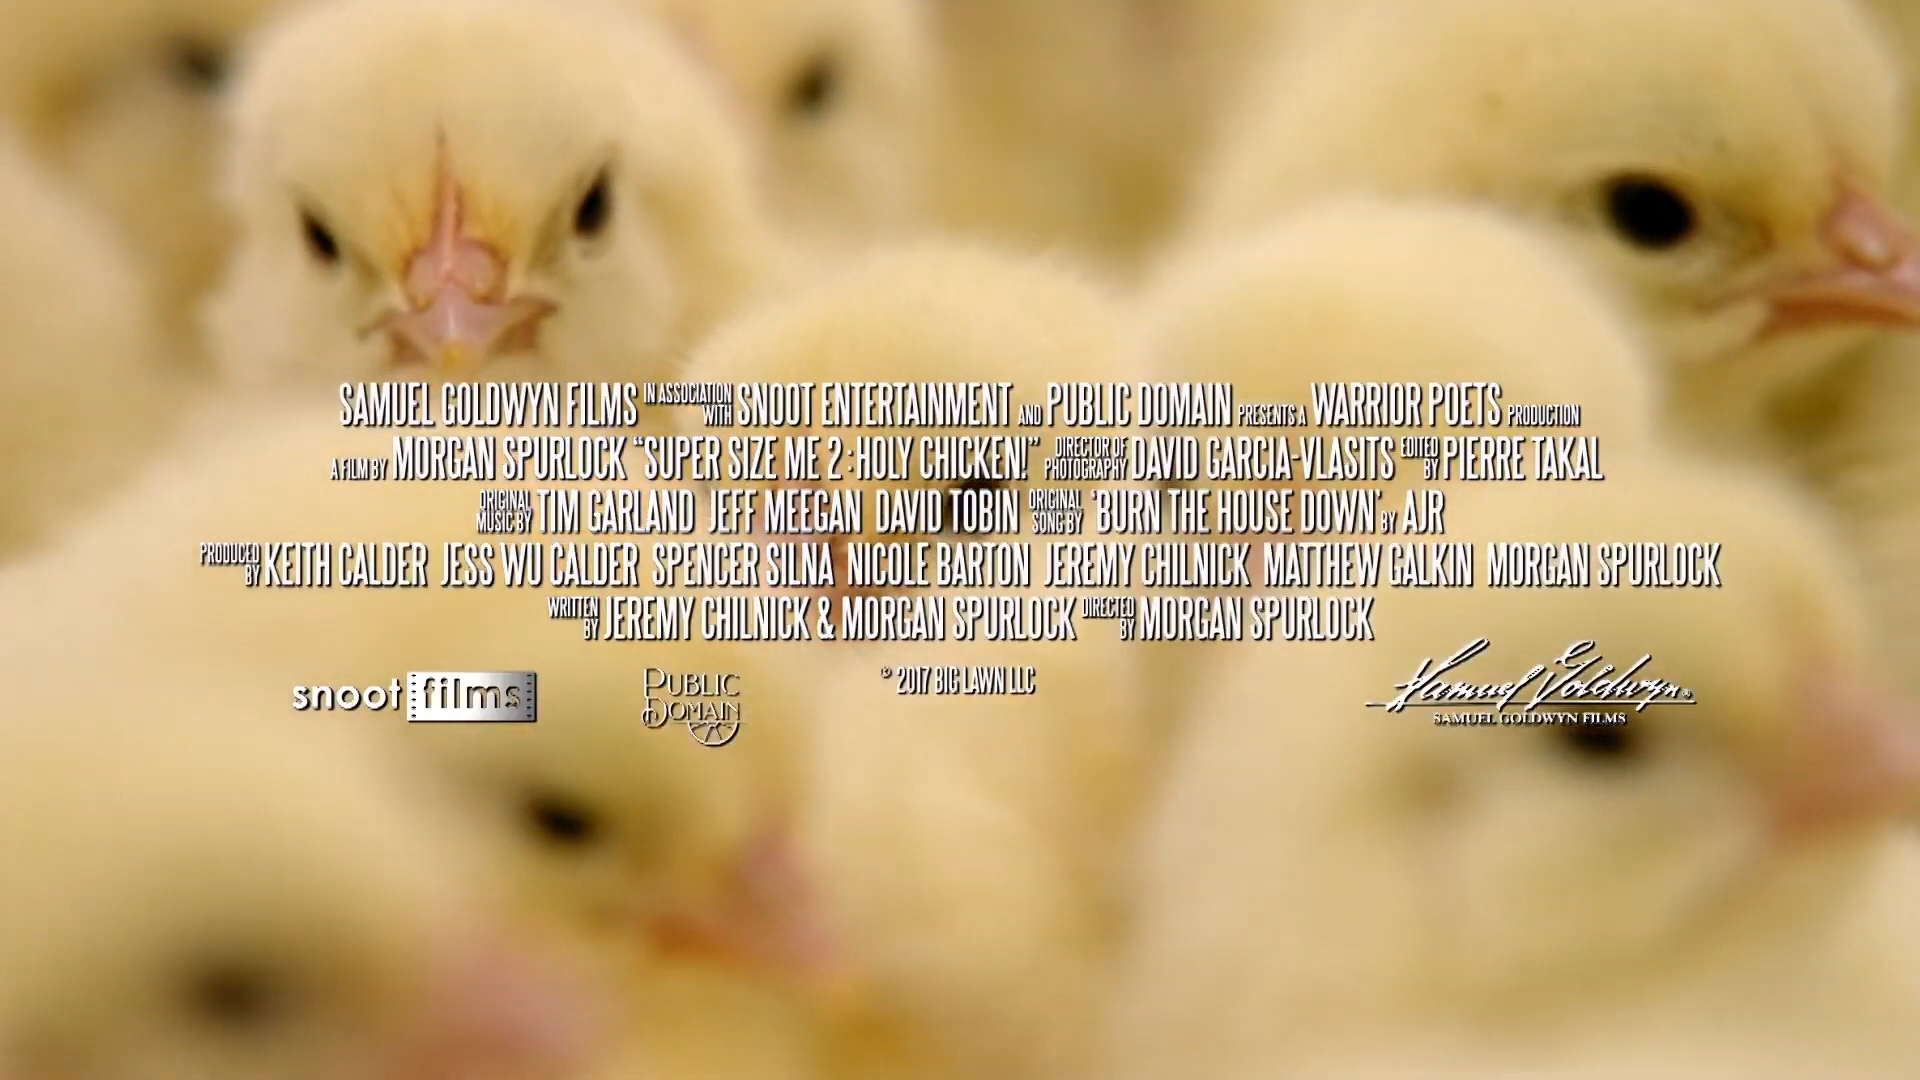 SAMUEL GOLDWYN FILMS IN ASSOCIATION WITH SNOOT ENTERTAINMENT AND PUBLIC DOMAIN PRESENTS A WARRIOR POETS PRODUCTION
A FILM BY MORGAN SPURLOCK "SUPER SIZE ME 2: HOLY CHICKEN!" DIRECTOR OF PHOTOGRAPHY DAVID GARCIA-VLASITS EDITED BY PIERRE TAKAL
ORIGINAL MUSIC BY TIM GARLAND JEFF MEEGAN DAVID TOBIN ORIGINAL SONG BY 'BURN THE HOUSE DOWN' BY AJR
PRODUCED BY KEITH CALDER JESS WU CALDER SPENCER SILNA NICOLE BARTON JEREMY CHILNICK MATTHEW GALKIN MORGAN SPURLOCK
WRITTEN BY JEREMY CHILNICK & MORGAN SPURLOCK DIRECTED BY MORGAN SPURLOCK
snoot films
PUBLIC DOMAIN
© 2017 BIG LAWN LLC
Samuel Goldwyn®
SAMUEL GOLDWYN FILMS